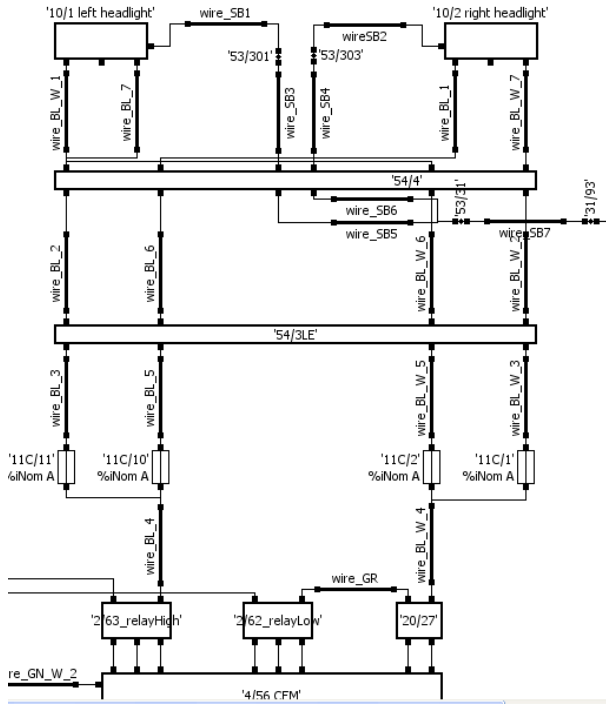 '10/1 left headlight'
wire_SB1
wireSB2
'10/2 right headlight'
'53/301'
'53/303'
wire_BL_W_1
wire_BL_7
wire_SB3
wire_SB4
wire_BL_1
wire_BL_W_7
'54/4'
wire_SB6
wire_SB5
'53/31'
wire_SB7
'31/93'
wire_BL_2
wire_BL_6
wire_BL_W_6
wire_BL_W_2
'54/3LE'
wire_BL_3
wire_BL_5
wire_BL_W_5
wire_BL_W_3
'11C/11'
%iNom A
'11C/10'
%iNom A
'11C/2'
%iNom A
'11C/1'
%iNom A
wire_BL_4
wire_BL_W_4
wire_GR
'2/63_relayHigh'
'2/62_relayLow'
'20/27'
re_GN_W_2
'4/56 CEM'